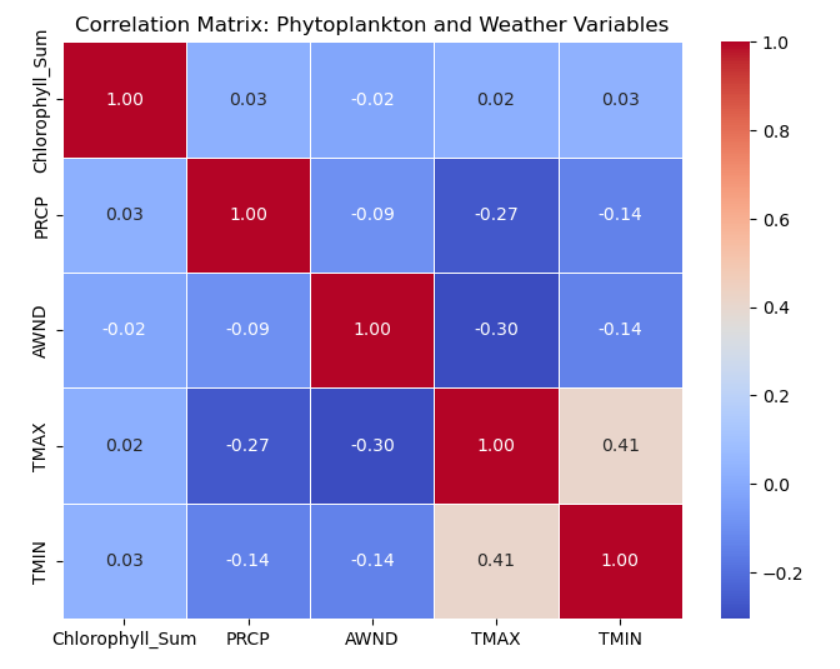 Correlation Matrix: Phytoplankton and Weather Variables
Chlorophyll_Sum 1.00 0.03 -0.02 0.02 0.03
PRCP 0.03 1.00 -0.09 -0.27 -0.14
AWND -0.02 -0.09 1.00 -0.30 -0.14
TMAX 0.02 -0.27 -0.30 1.00 0.41
TMIN 0.03 -0.14 -0.14 0.41 1.00
Chlorophyll_Sum PRCP AWND TMAX TMIN
1.0
0.8
0.6
0.4
0.2
0.0
−0.2